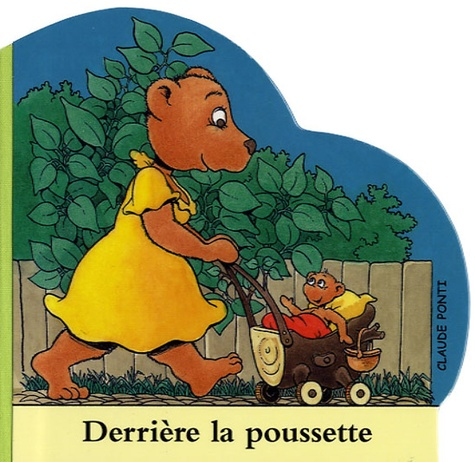 CLAUDE PONTI
Derrière la poussette